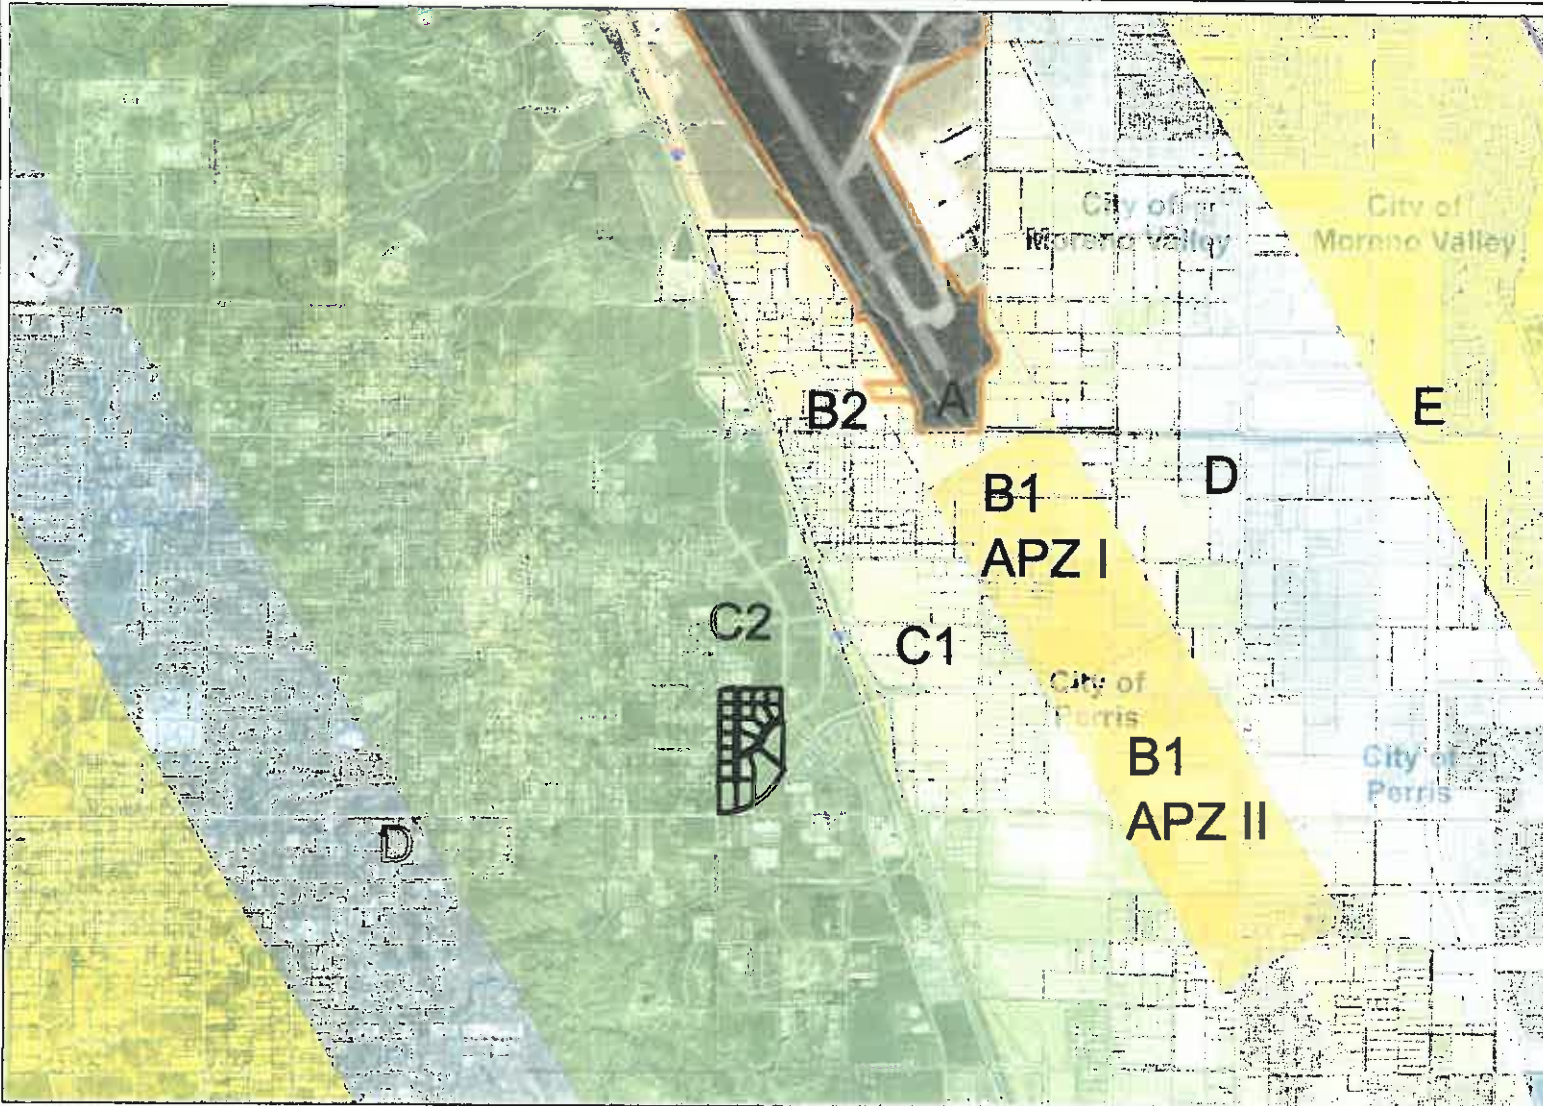 City of
Moreno Valley
City of
Moreno Valley
A
B2
E
D
B1
APZ I
C2
C1
City of
Perris
B1
APZ II
City of
Perris
D